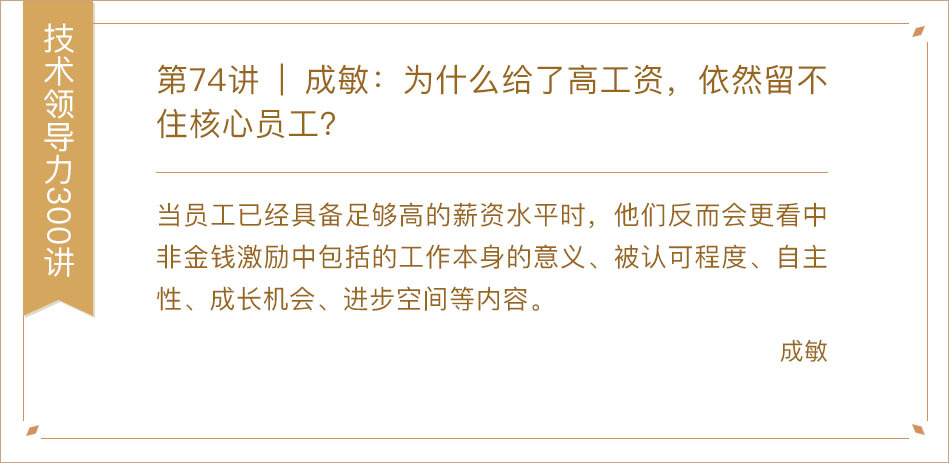 技术领导力300讲
第74讲 | 成敏：为什么给了高工资，依然留不
住核心员工？
当员工已经具备足够高的薪资水平时，他们反而会更看中
非金钱激励中包括的工作本身的意义、被认可程度、自主
性、成长机会、进步空间等内容。
成敏